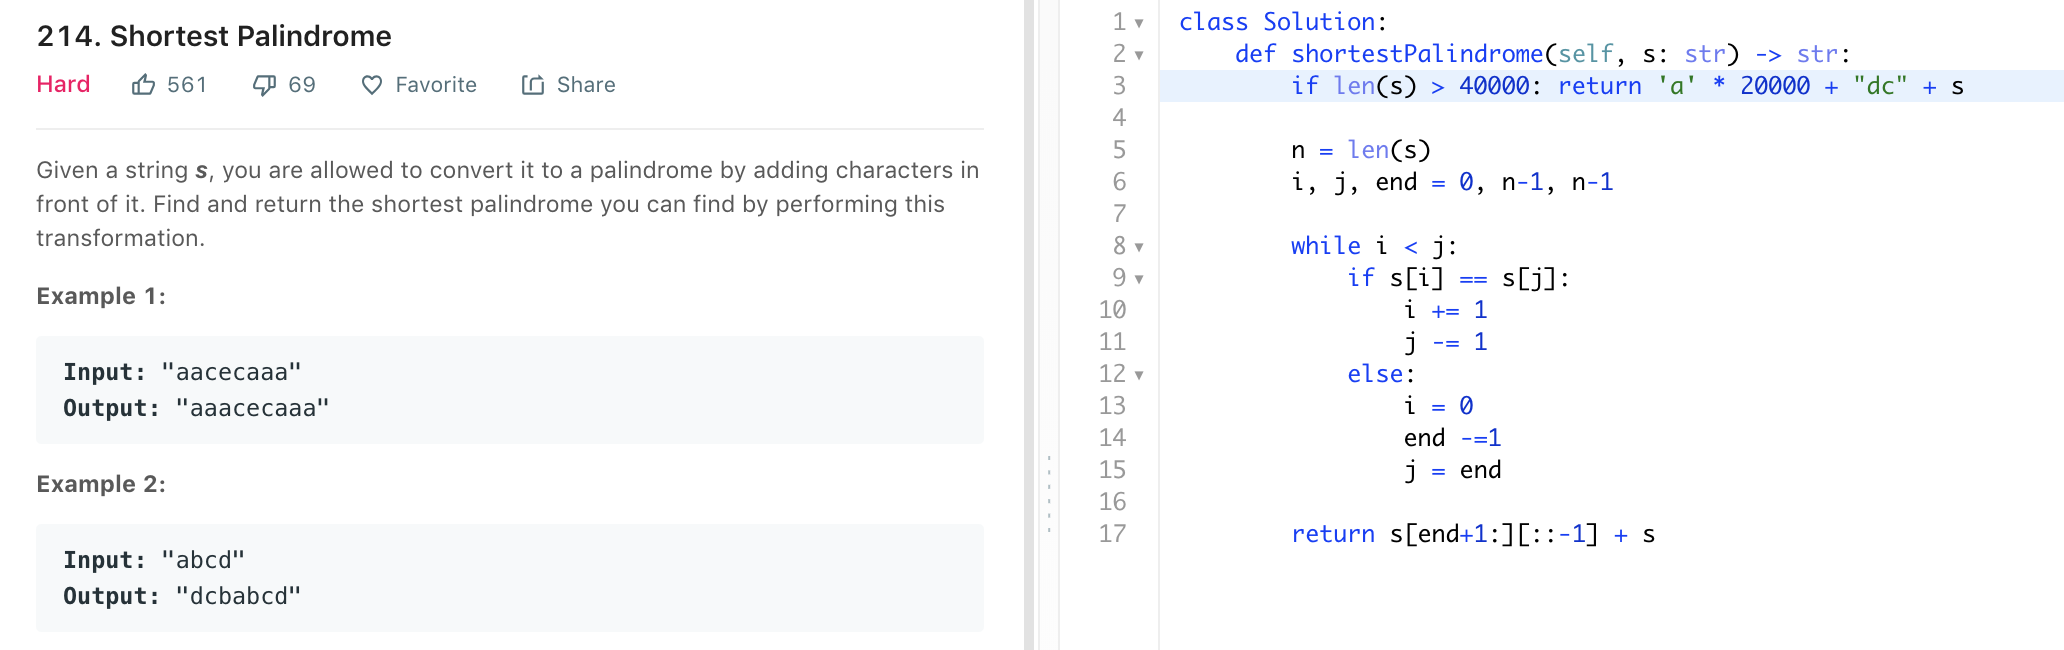 214. Shortest Palindrome
Hard 561 69 Favorite Share
Given a string s, you are allowed to convert it to a palindrome by adding characters in
front of it. Find and return the shortest palindrome you can find by performing this
transformation.
Example 1:
Input: "aacecaaa"
Output: "aaacecaaa"
Example 2:
Input: "abcd"
Output: "dcbabcd"
1 class Solution:
2     def shortestPalindrome(self, s: str) -> str:
3         if len(s) > 40000: return 'a' * 20000 + "dc" + s
4
5         n = len(s)
6         i, j, end = 0, n-1, n-1
7
8         while i < j:
9             if s[i] == s[j]:
10                 i += 1
11                 j -= 1
12             else:
13                 i = 0
14                 end -=1
15                 j = end
16
17         return s[end+1:][::-1] + s